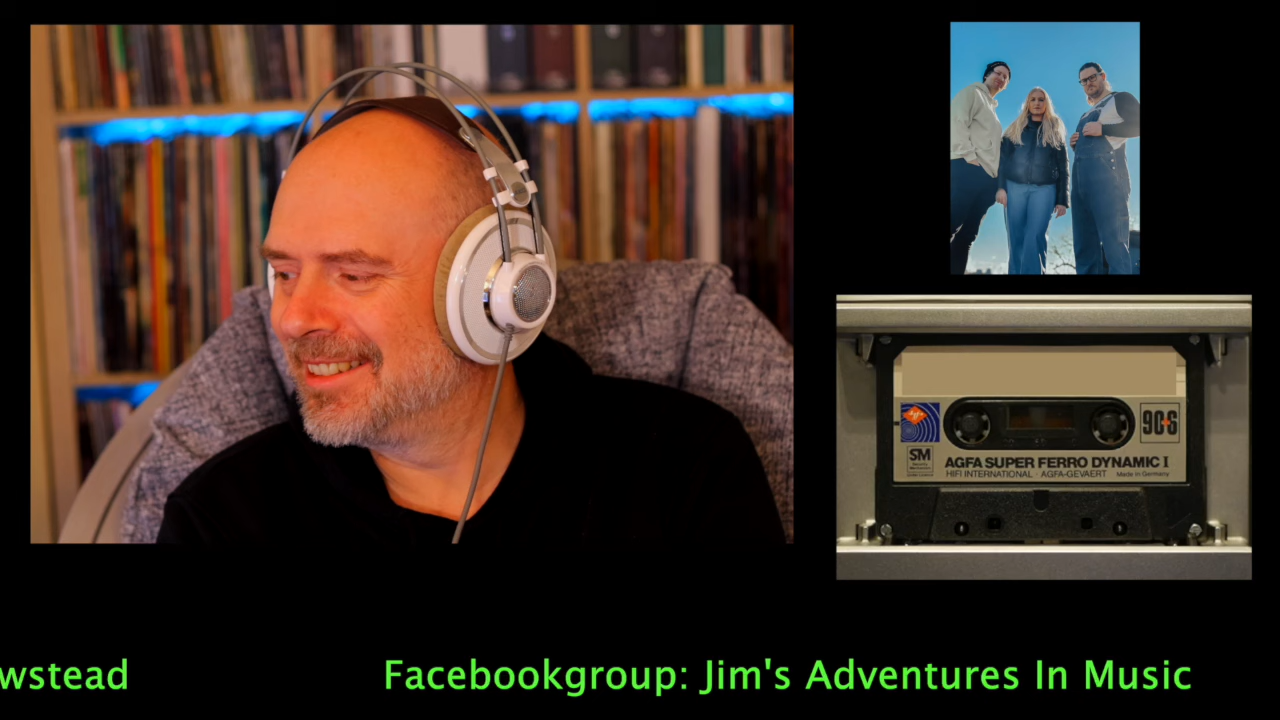 Agfa
90+6
SM
AGFA SUPER FERRO DYNAMIC I
HIFI INTERNATIONAL · AGFA-GEVAERT Made in Germany
wstead Facebookgroup: Jim's Adventures In Music